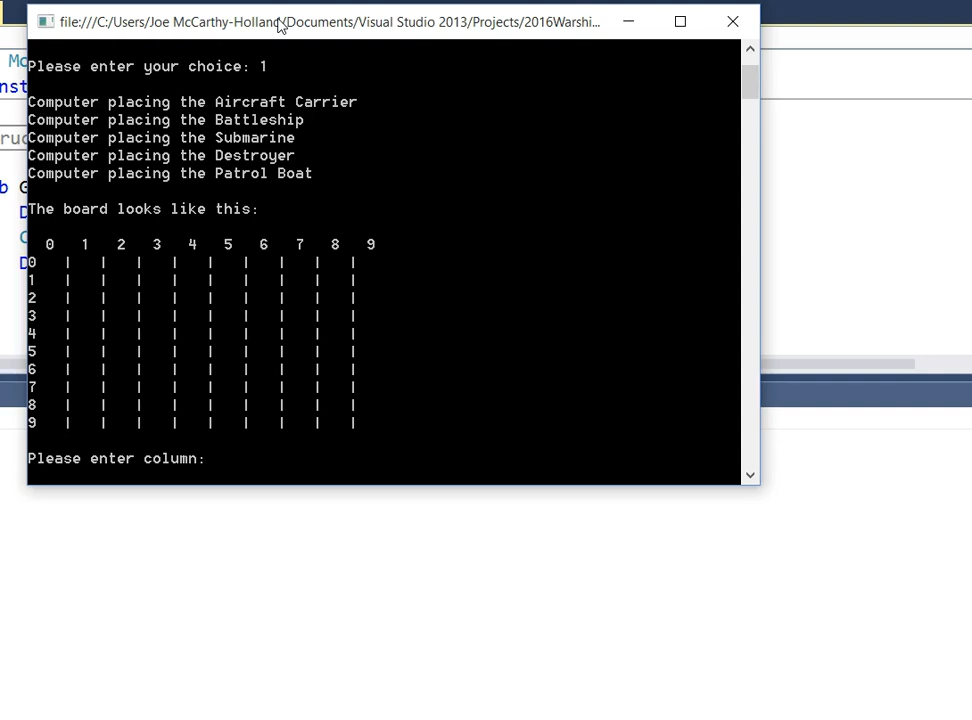 file:///C:/Users/Joe McCarthy-Holland/Documents/Visual Studio 2013/Projects/2016Warshi...
Please enter your choice: 1
Computer placing the Aircraft Carrier
Computer placing the Battleship
Computer placing the Submarine
Computer placing the Destroyer
Computer placing the Patrol Boat
The board looks like this:
0 1 2 3 4 5 6 7 8 9
0 | | | | | | | | |
1 | | | | | | | | |
2 | | | | | | | | |
3 | | | | | | | | |
4 | | | | | | | | |
5 | | | | | | | | |
6 | | | | | | | | |
7 | | | | | | | | |
8 | | | | | | | | |
9 | | | | | | | | |
Please enter column: